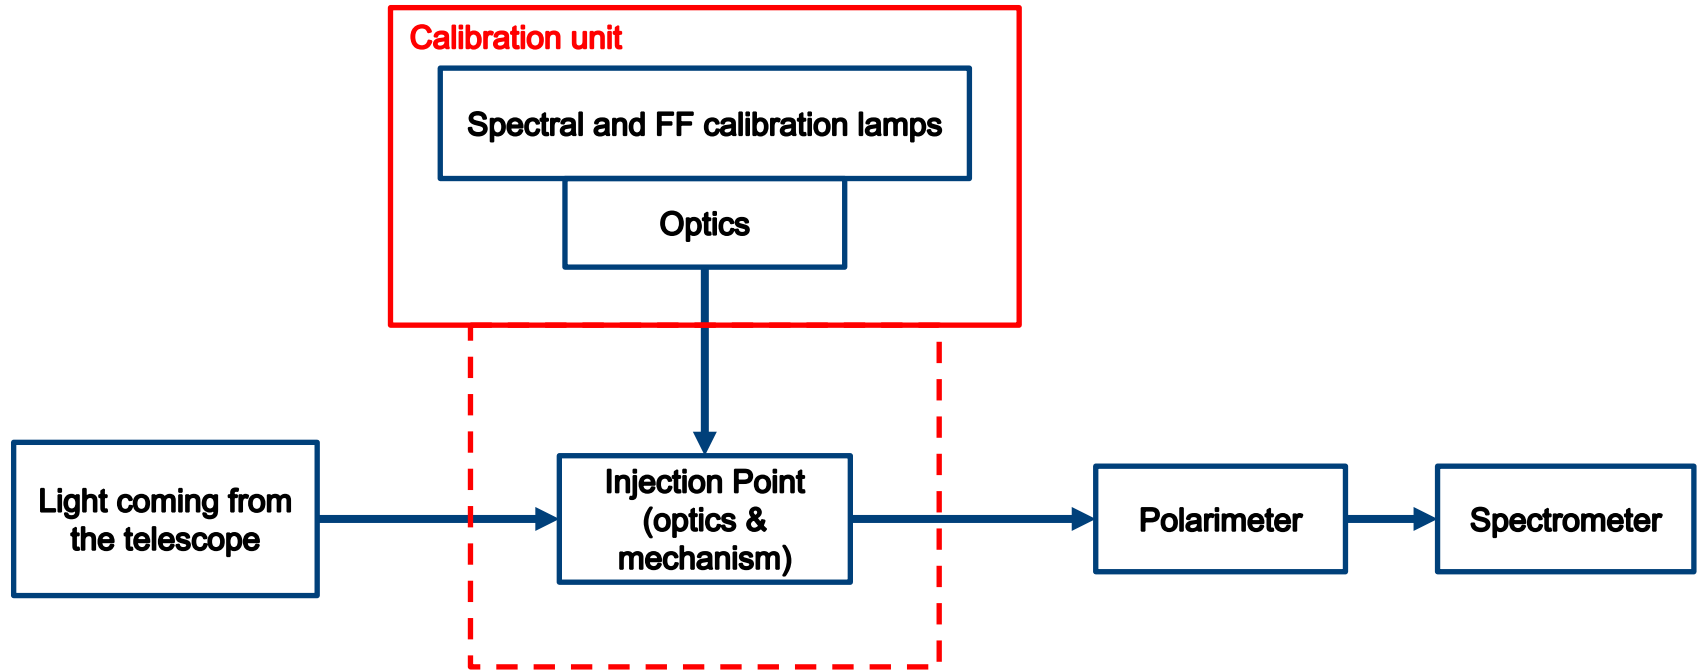 Calibration unit
Spectral and FF calibration lamps
Optics
Light coming from
the telescope
Injection Point
(optics &
mechanism)
Polarimeter
Spectrometer